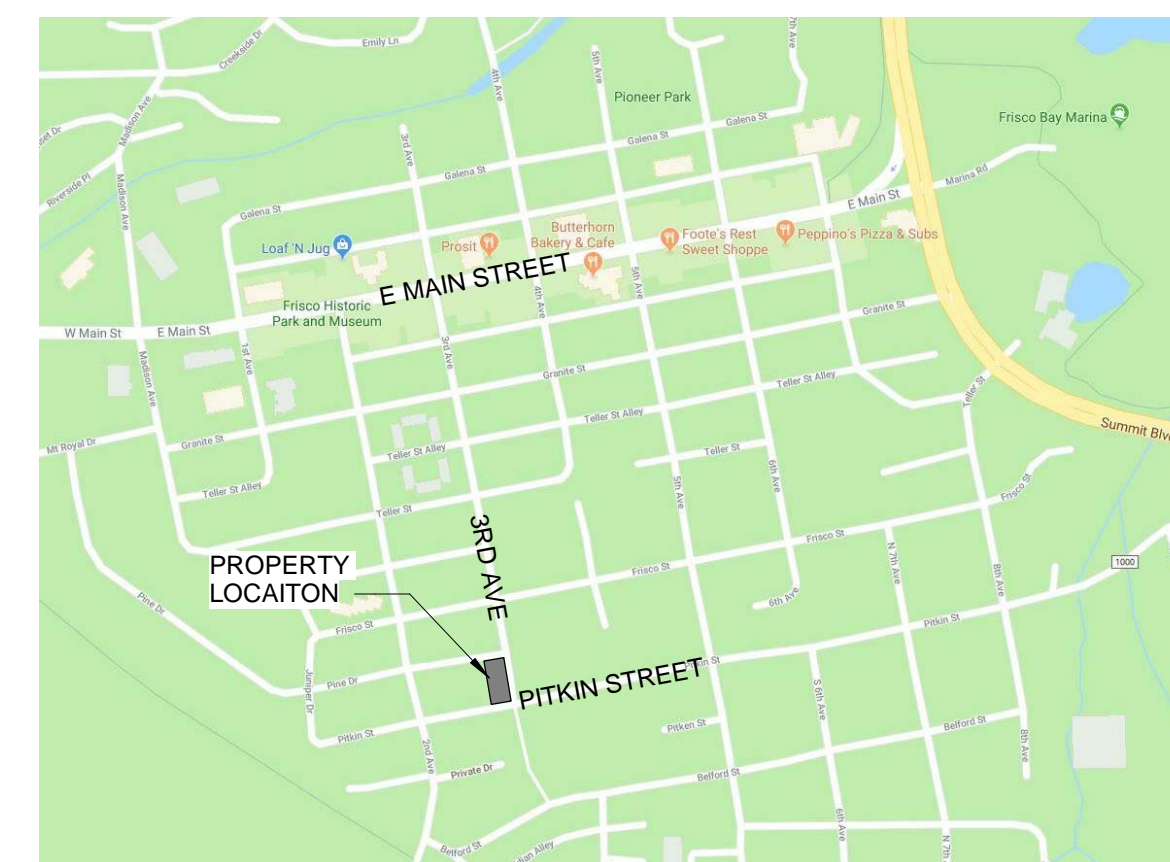 Emily Ln
7th Ave
Creekside Dr
4th Ave
5th Ave
Pioneer Park
Frisco Bay Marina
Madison Ave
set Dr
3rd Ave
Galena St
Galena St
Galena St
Riverside Pl
Madison Ave
Marina Rd
E Main St
Galena St
Butterhorn
Bakery & Cafe
Foote's Rest
Sweet Shoppe
Peppino's Pizza & Subs
Loaf 'N Jug
Prosit
E MAIN STREET
4th Ave
5th Ave
Frisco Historic
Park and Museum
W Main St
E Main St
1st Ave
3rd Ave
Granite St
Madison Ave
Granite St
Teller St Alley
Teller St
Teller St Alley
Summit Blv
Mt Royal Dr
Granite St
Teller St Alley
Teller St
Teller St Alley
5th Ave
6th Ave
Frisco St
Teller St
3RD AVE
Frisco St
N 7th Ave
8th Ave
1000
PROPERTY
LOCAITON
Frisco St
6th Ave
Pine Dr
Frisco St
Pitkin St
Pitkin St
PITKIN STREET
Juniper Dr
Pine Dr
S 6th Ave
Pitkin St
2nd Ave
Pitken St
Belford St
8th Ave
Private Dr
Belford St
6th Ave
N 7th
Belford St
dian Alley